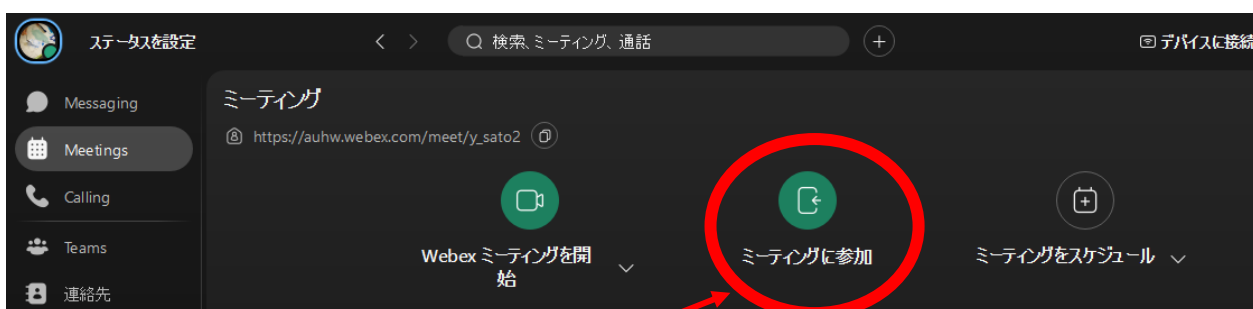 ステータスを設定
検索、ミーティング、通話
デバイスに接続
Messaging
Meetings
Calling
Teams
連絡先
ミーティング
https://auhw.webex.com/meet/y_sato2
Webex ミーティングを開
始
ミーティングに参加
ミーティングをスケジュール